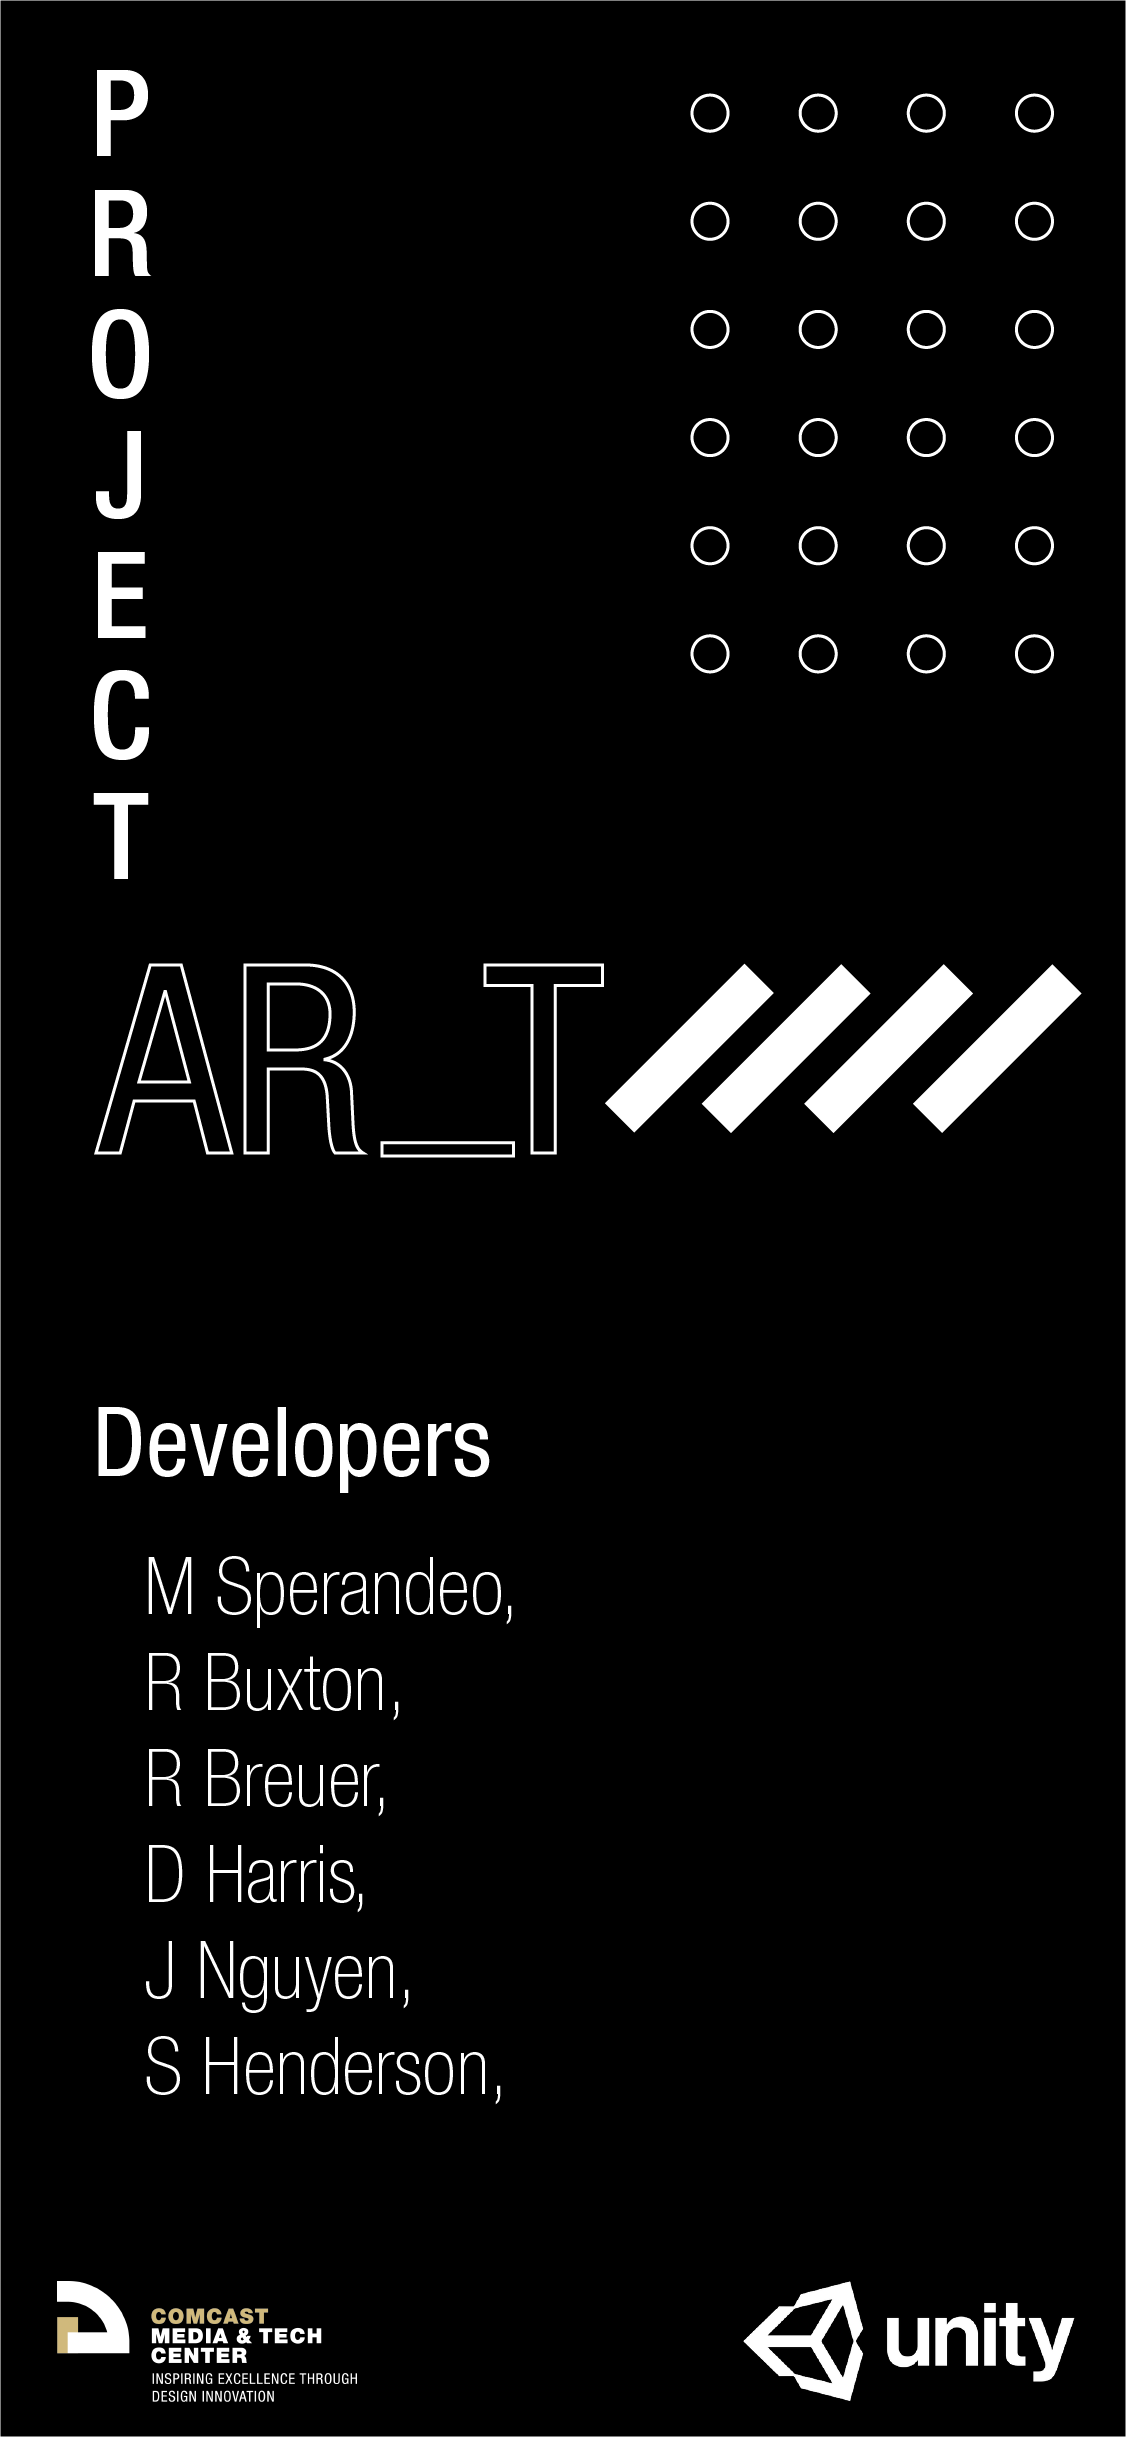 PROJECT
AR_T
Developers
M Sperandeo,
R Buxton,
R Breuer,
D Harris,
J Nguyen,
S Henderson,
COMCAST
MEDIA & TECH
CENTER
INSPIRING EXCELLENCE THROUGH
DESIGN INNOVATION
unity